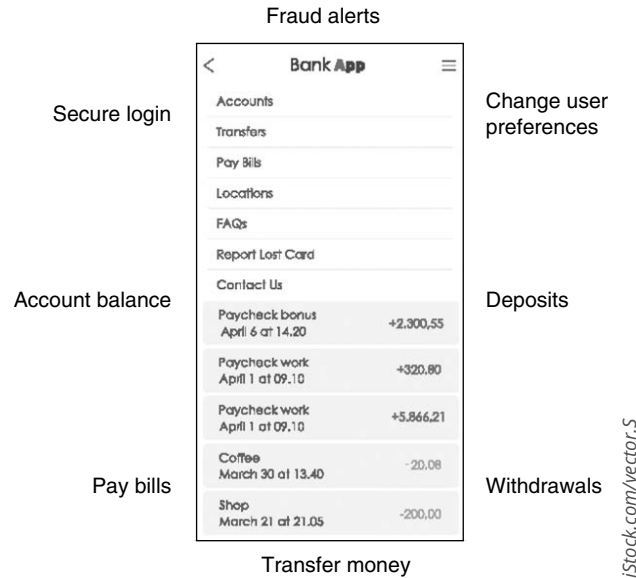 Fraud alerts
Bank App
Secure login
Change user
preferences
Accounts
Transfers
Pay Bills
Locations
FAQs
Report Lost Card
Contact Us
Account balance
Deposits
Paycheck bonus
April 6 at 14.20
+2.300,55
Paycheck work
April 1 at 09.10
+320.80
Paycheck work
April 1 at 09.10
+5.866,21
Coffee
March 30 at 13.40
-20.08
Pay bills
Withdrawals
Shop
March 21 at 21.05
-200,00
Transfer money
iStock.com/vector.S